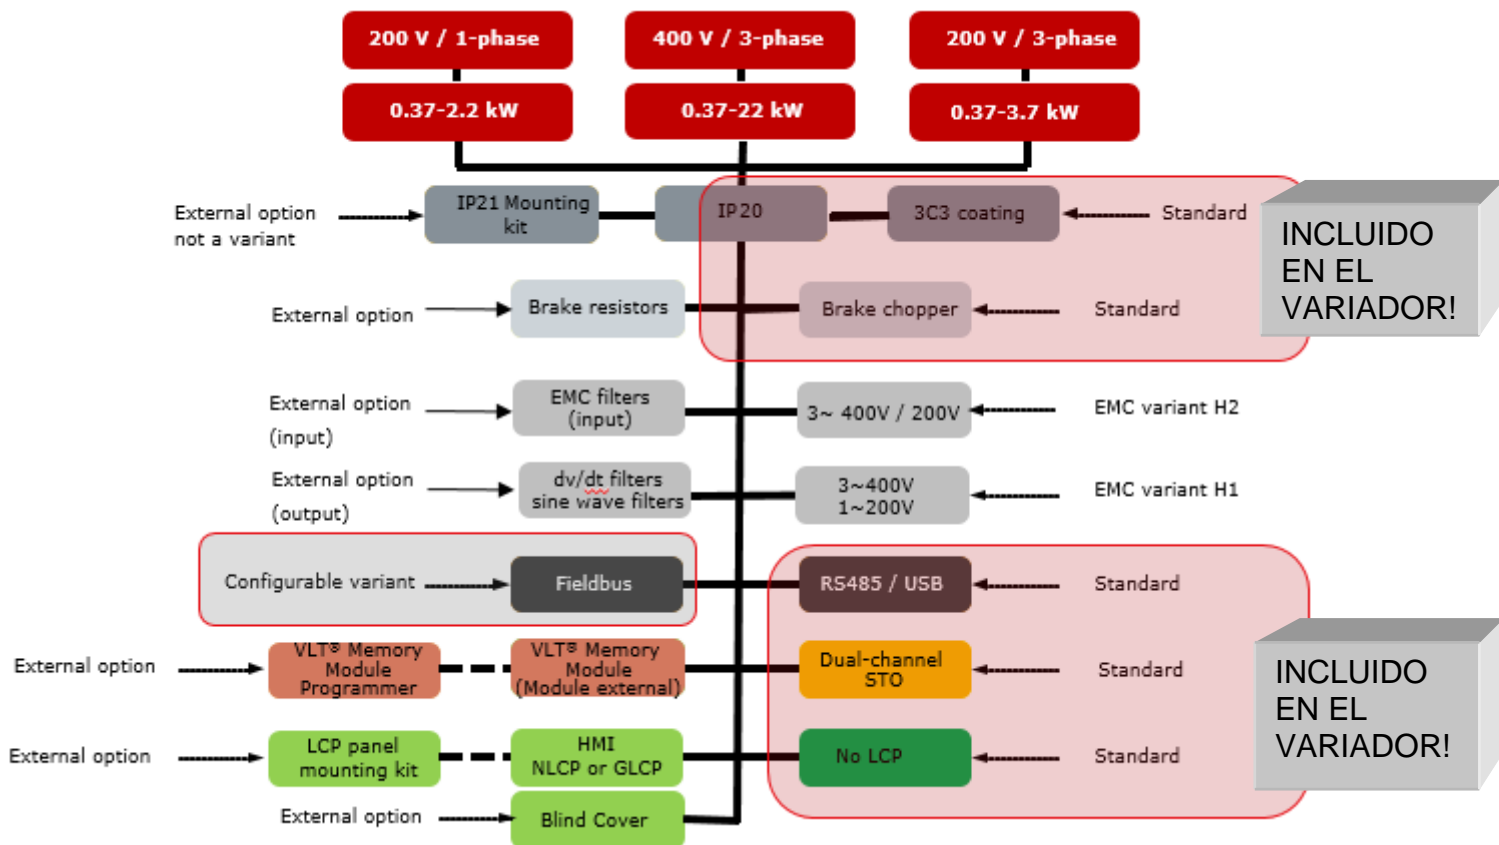 200 V / 1-phase
400 V / 3-phase
200 V / 3-phase
0.37-2.2 kW
0.37-22 kW
0.37-3.7 kW
External option
not a variant
IP21 Mounting
kit
IP20
3C3 coating
Standard
INCLUIDO
EN EL
VARIADOR!
External option
Brake resistors
Brake chopper
Standard
External option
(input)
EMC filters
(input)
3~ 400V / 200V
EMC variant H2
External option
(output)
dv/dt filters
sine wave filters
3~400V
1~200V
EMC variant H1
Configurable variant
Fieldbus
RS485 / USB
Standard
External option
VLT® Memory
Module
Programmer
VLT® Memory
Module
(Module external)
Dual-channel
STO
Standard
INCLUIDO
EN EL
VARIADOR!
External option
LCP panel
mounting kit
HMI
NLCP or GLCP
No LCP
Standard
External option
Blind Cover